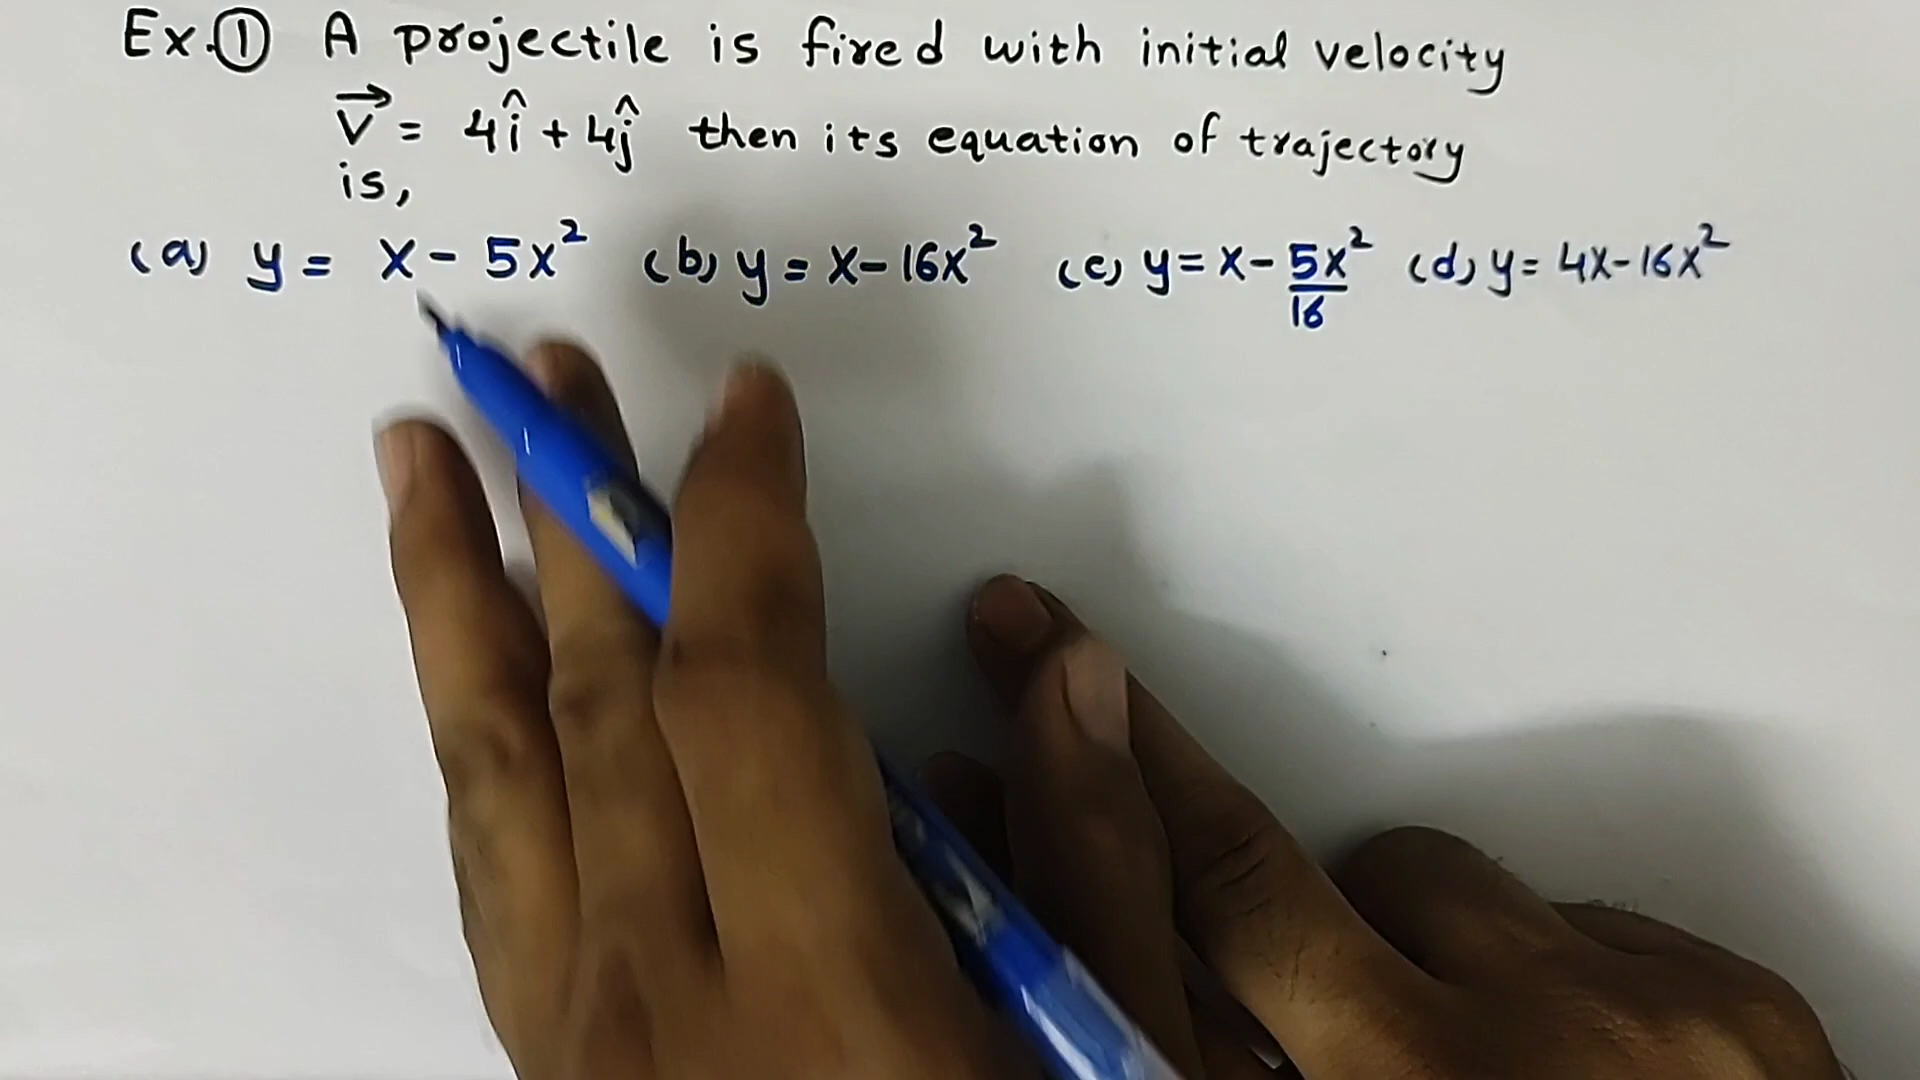 Ex.① A projectile is fired with initial velocity
V⃗ = 4î + 4ĵ then its equation of trajectory
is,
(a) y = x - 5x² (b) y = x - 16x² (c) y = x - 5x²/16 (d) y = 4x - 16x²